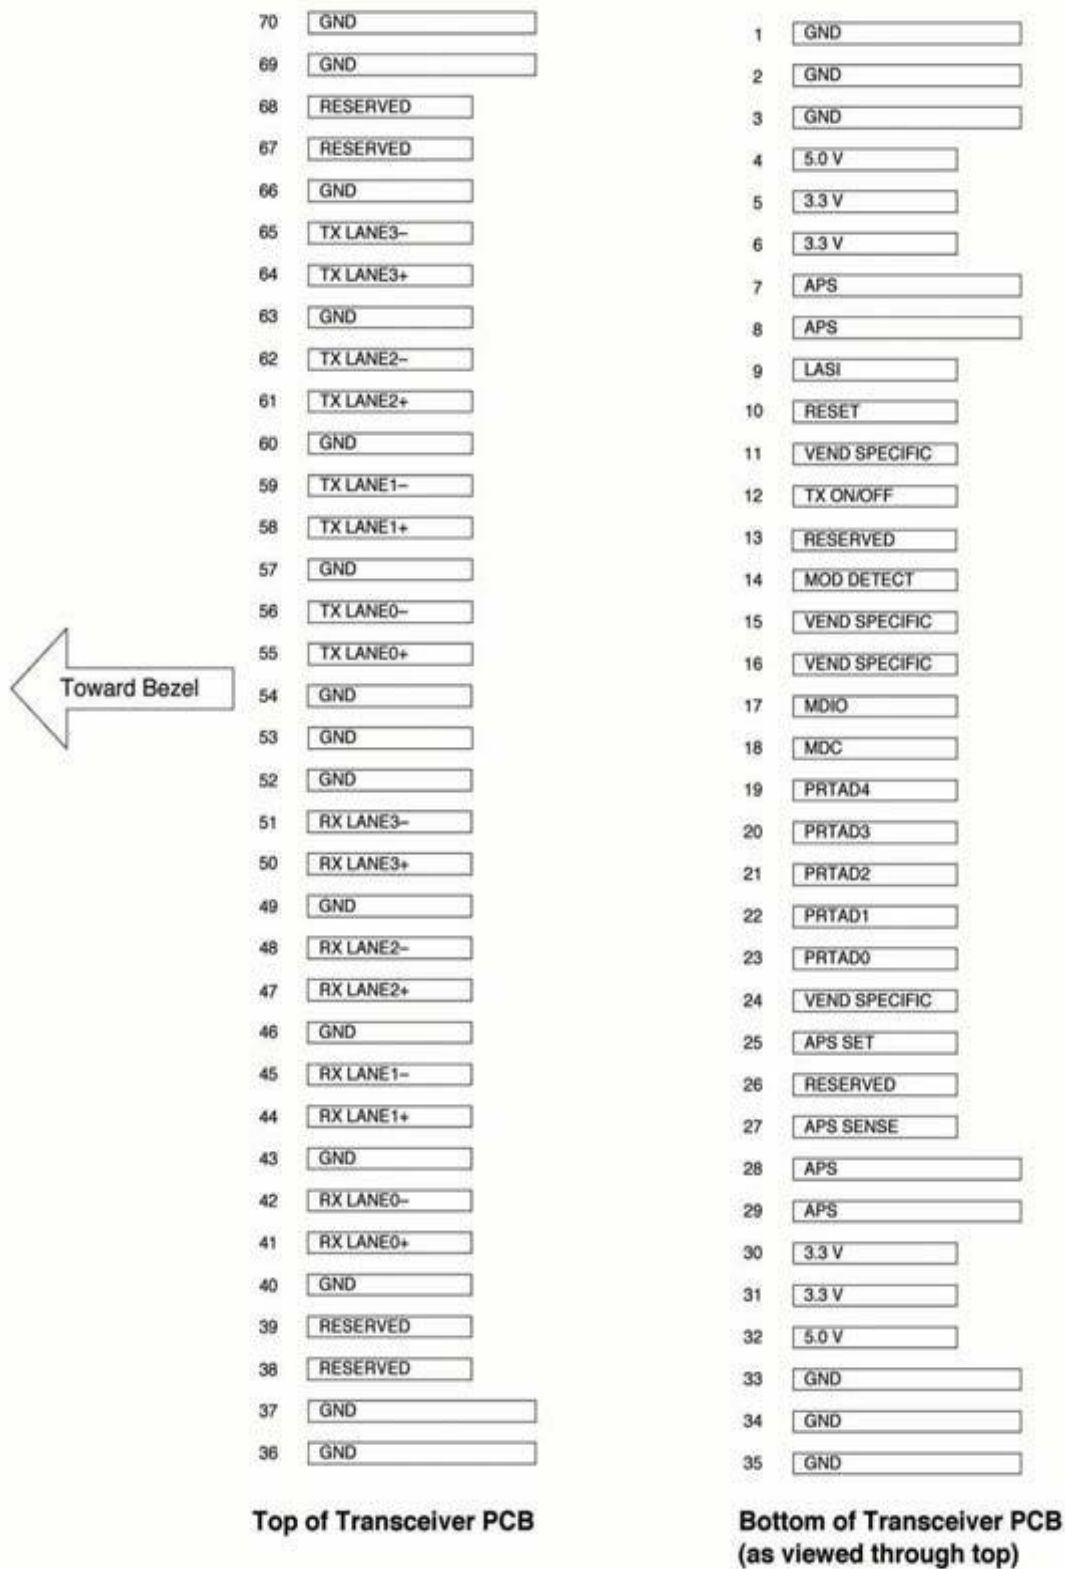 70 GND
69 GND
68 RESERVED
67 RESERVED
66 GND
65 TX LANE3–
64 TX LANE3+
63 GND
62 TX LANE2–
61 TX LANE2+
60 GND
59 TX LANE1–
58 TX LANE1+
57 GND
56 TX LANE0–
55 TX LANE0+
54 GND
53 GND
52 GND
51 RX LANE3–
50 RX LANE3+
49 GND
48 RX LANE2–
47 RX LANE2+
46 GND
45 RX LANE1–
44 RX LANE1+
43 GND
42 RX LANE0–
41 RX LANE0+
40 GND
39 RESERVED
38 RESERVED
37 GND
36 GND
Toward Bezel
Top of Transceiver PCB
1 GND
2 GND
3 GND
4 5.0 V
5 3.3 V
6 3.3 V
7 APS
8 APS
9 LASI
10 RESET
11 VEND SPECIFIC
12 TX ON/OFF
13 RESERVED
14 MOD DETECT
15 VEND SPECIFIC
16 VEND SPECIFIC
17 MDIO
18 MDC
19 PRTAD4
20 PRTAD3
21 PRTAD2
22 PRTAD1
23 PRTAD0
24 VEND SPECIFIC
25 APS SET
26 RESERVED
27 APS SENSE
28 APS
29 APS
30 3.3 V
31 3.3 V
32 5.0 V
33 GND
34 GND
35 GND
Bottom of Transceiver PCB
(as viewed through top)